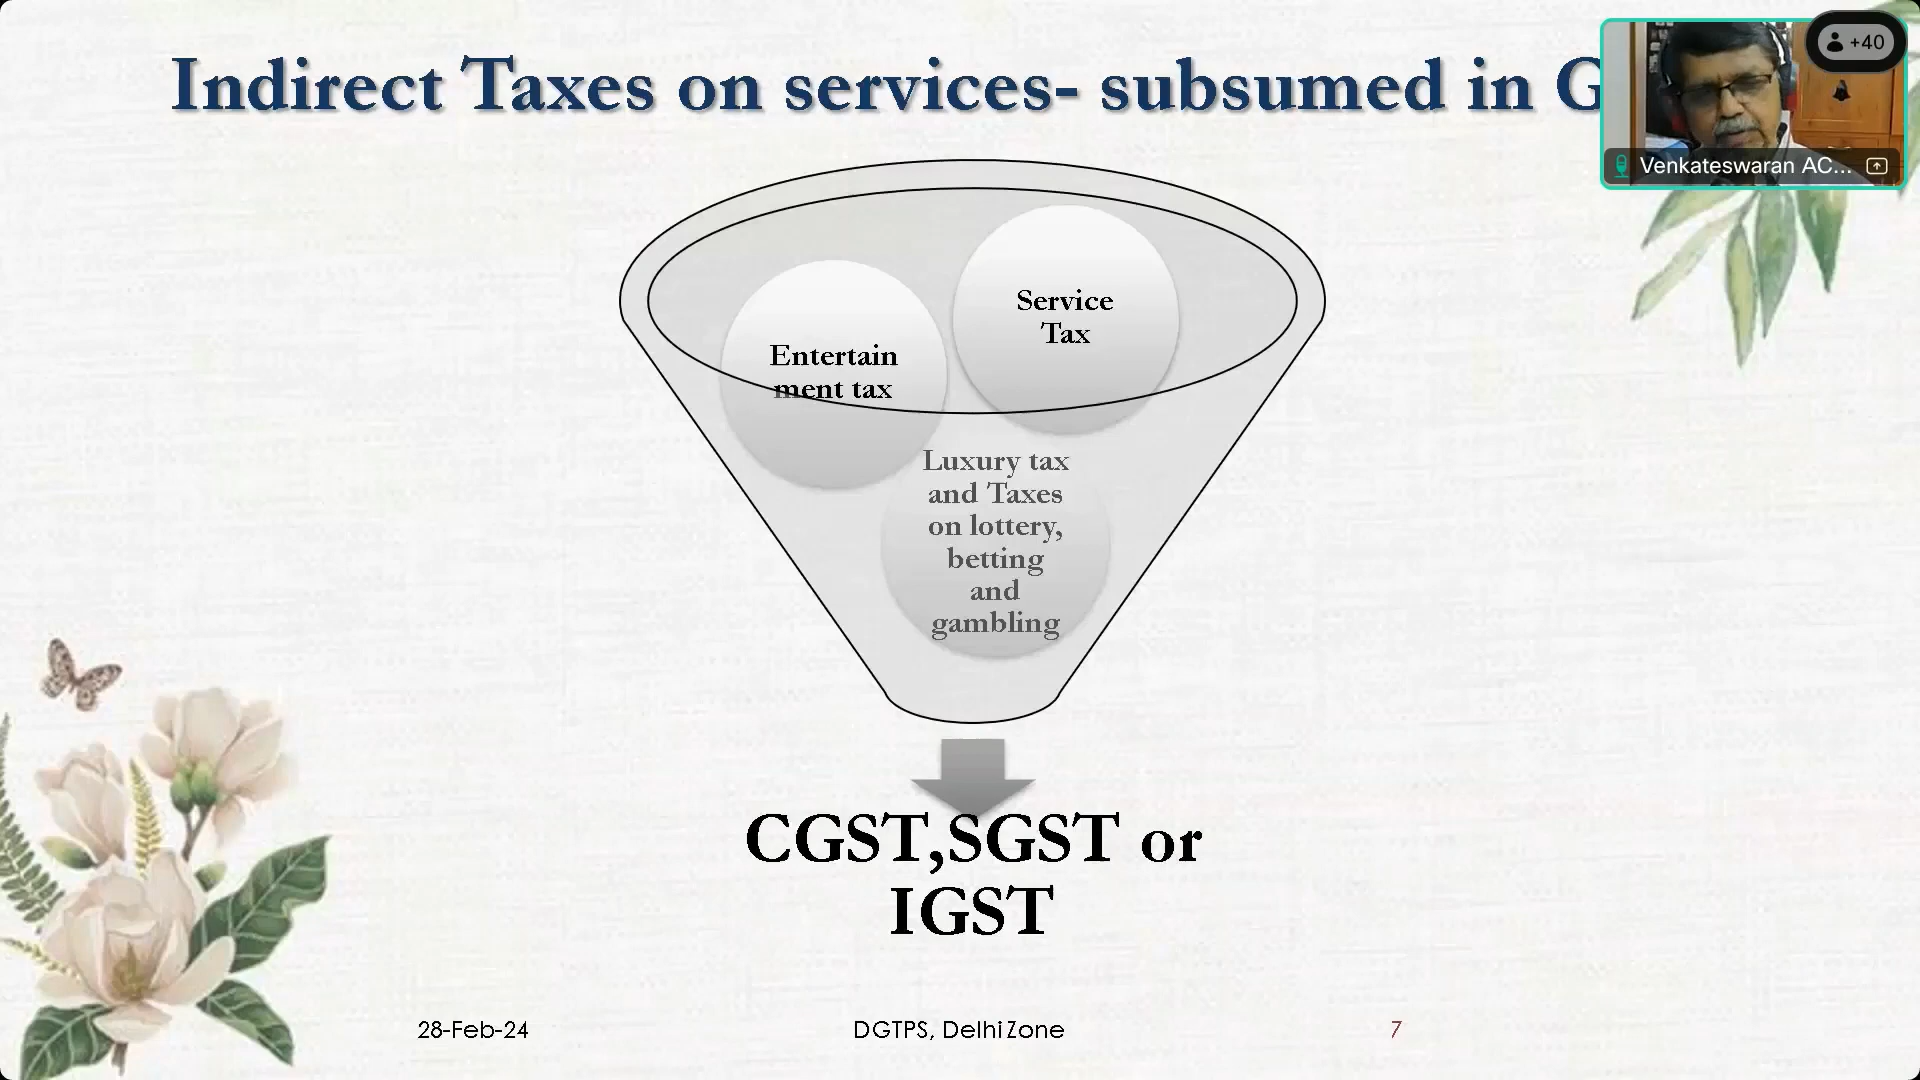 Indirect Taxes on services- subsumed in G
+40
Venkateswaran AC...
Service
Tax
Entertain
ment tax
Luxury tax
and Taxes
on lottery,
betting
and
gambling
CGST,SGST or
IGST
28-Feb-24
DGTPS, Delhi Zone
7